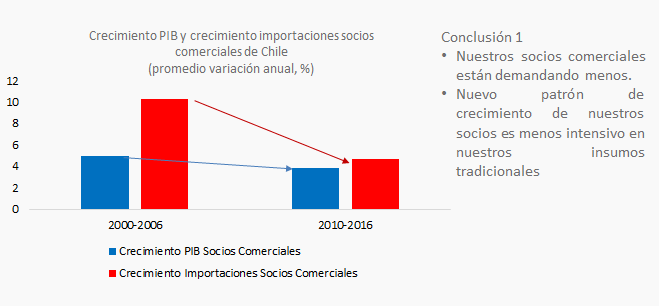 Crecimiento PIB y crecimiento importaciones socios
comerciales de Chile
(promedio variación anual, %)
12
10
8
6
4
2
0
2000-2006
2010-2016
Crecimiento PIB Socios Comerciales
Crecimiento Importaciones Socios Comerciales
Conclusión 1
• Nuestros socios comerciales
están demandando menos.
• Nuevo patrón de
crecimiento de nuestros
socios es menos intensivo en
nuestros insumos
tradicionales